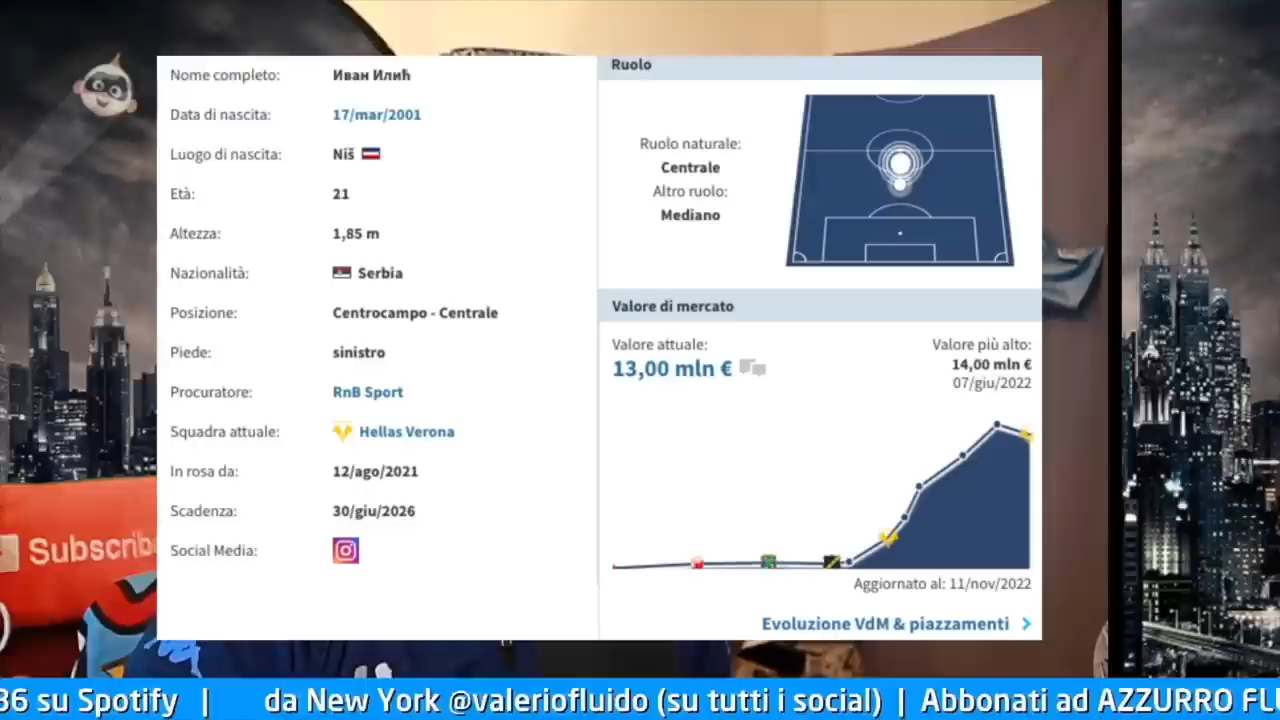 Nome completo: Иван Илић
Data di nascita: 17/mar/2001
Luogo di nascita: Niš
Età: 21
Altezza: 1,85 m
Nazionalità: Serbia
Posizione: Centrocampo - Centrale
Piede: sinistro
Procuratore: RnB Sport
Squadra attuale: Hellas Verona
In rosa da: 12/ago/2021
Scadenza: 30/giu/2026
Social Media:
Ruolo
Ruolo naturale:
Centrale
Altro ruolo:
Mediano
Valore di mercato
Valore attuale:
13,00 mln €
Valore più alto:
14,00 mln €
07/giu/2022
Aggiornato al: 11/nov/2022
Evoluzione VdM & piazzamenti
Subscrib
36 su Spotify | da New York @valeriofluido (su tutti i social) | Abbonati ad AZZURRO FL